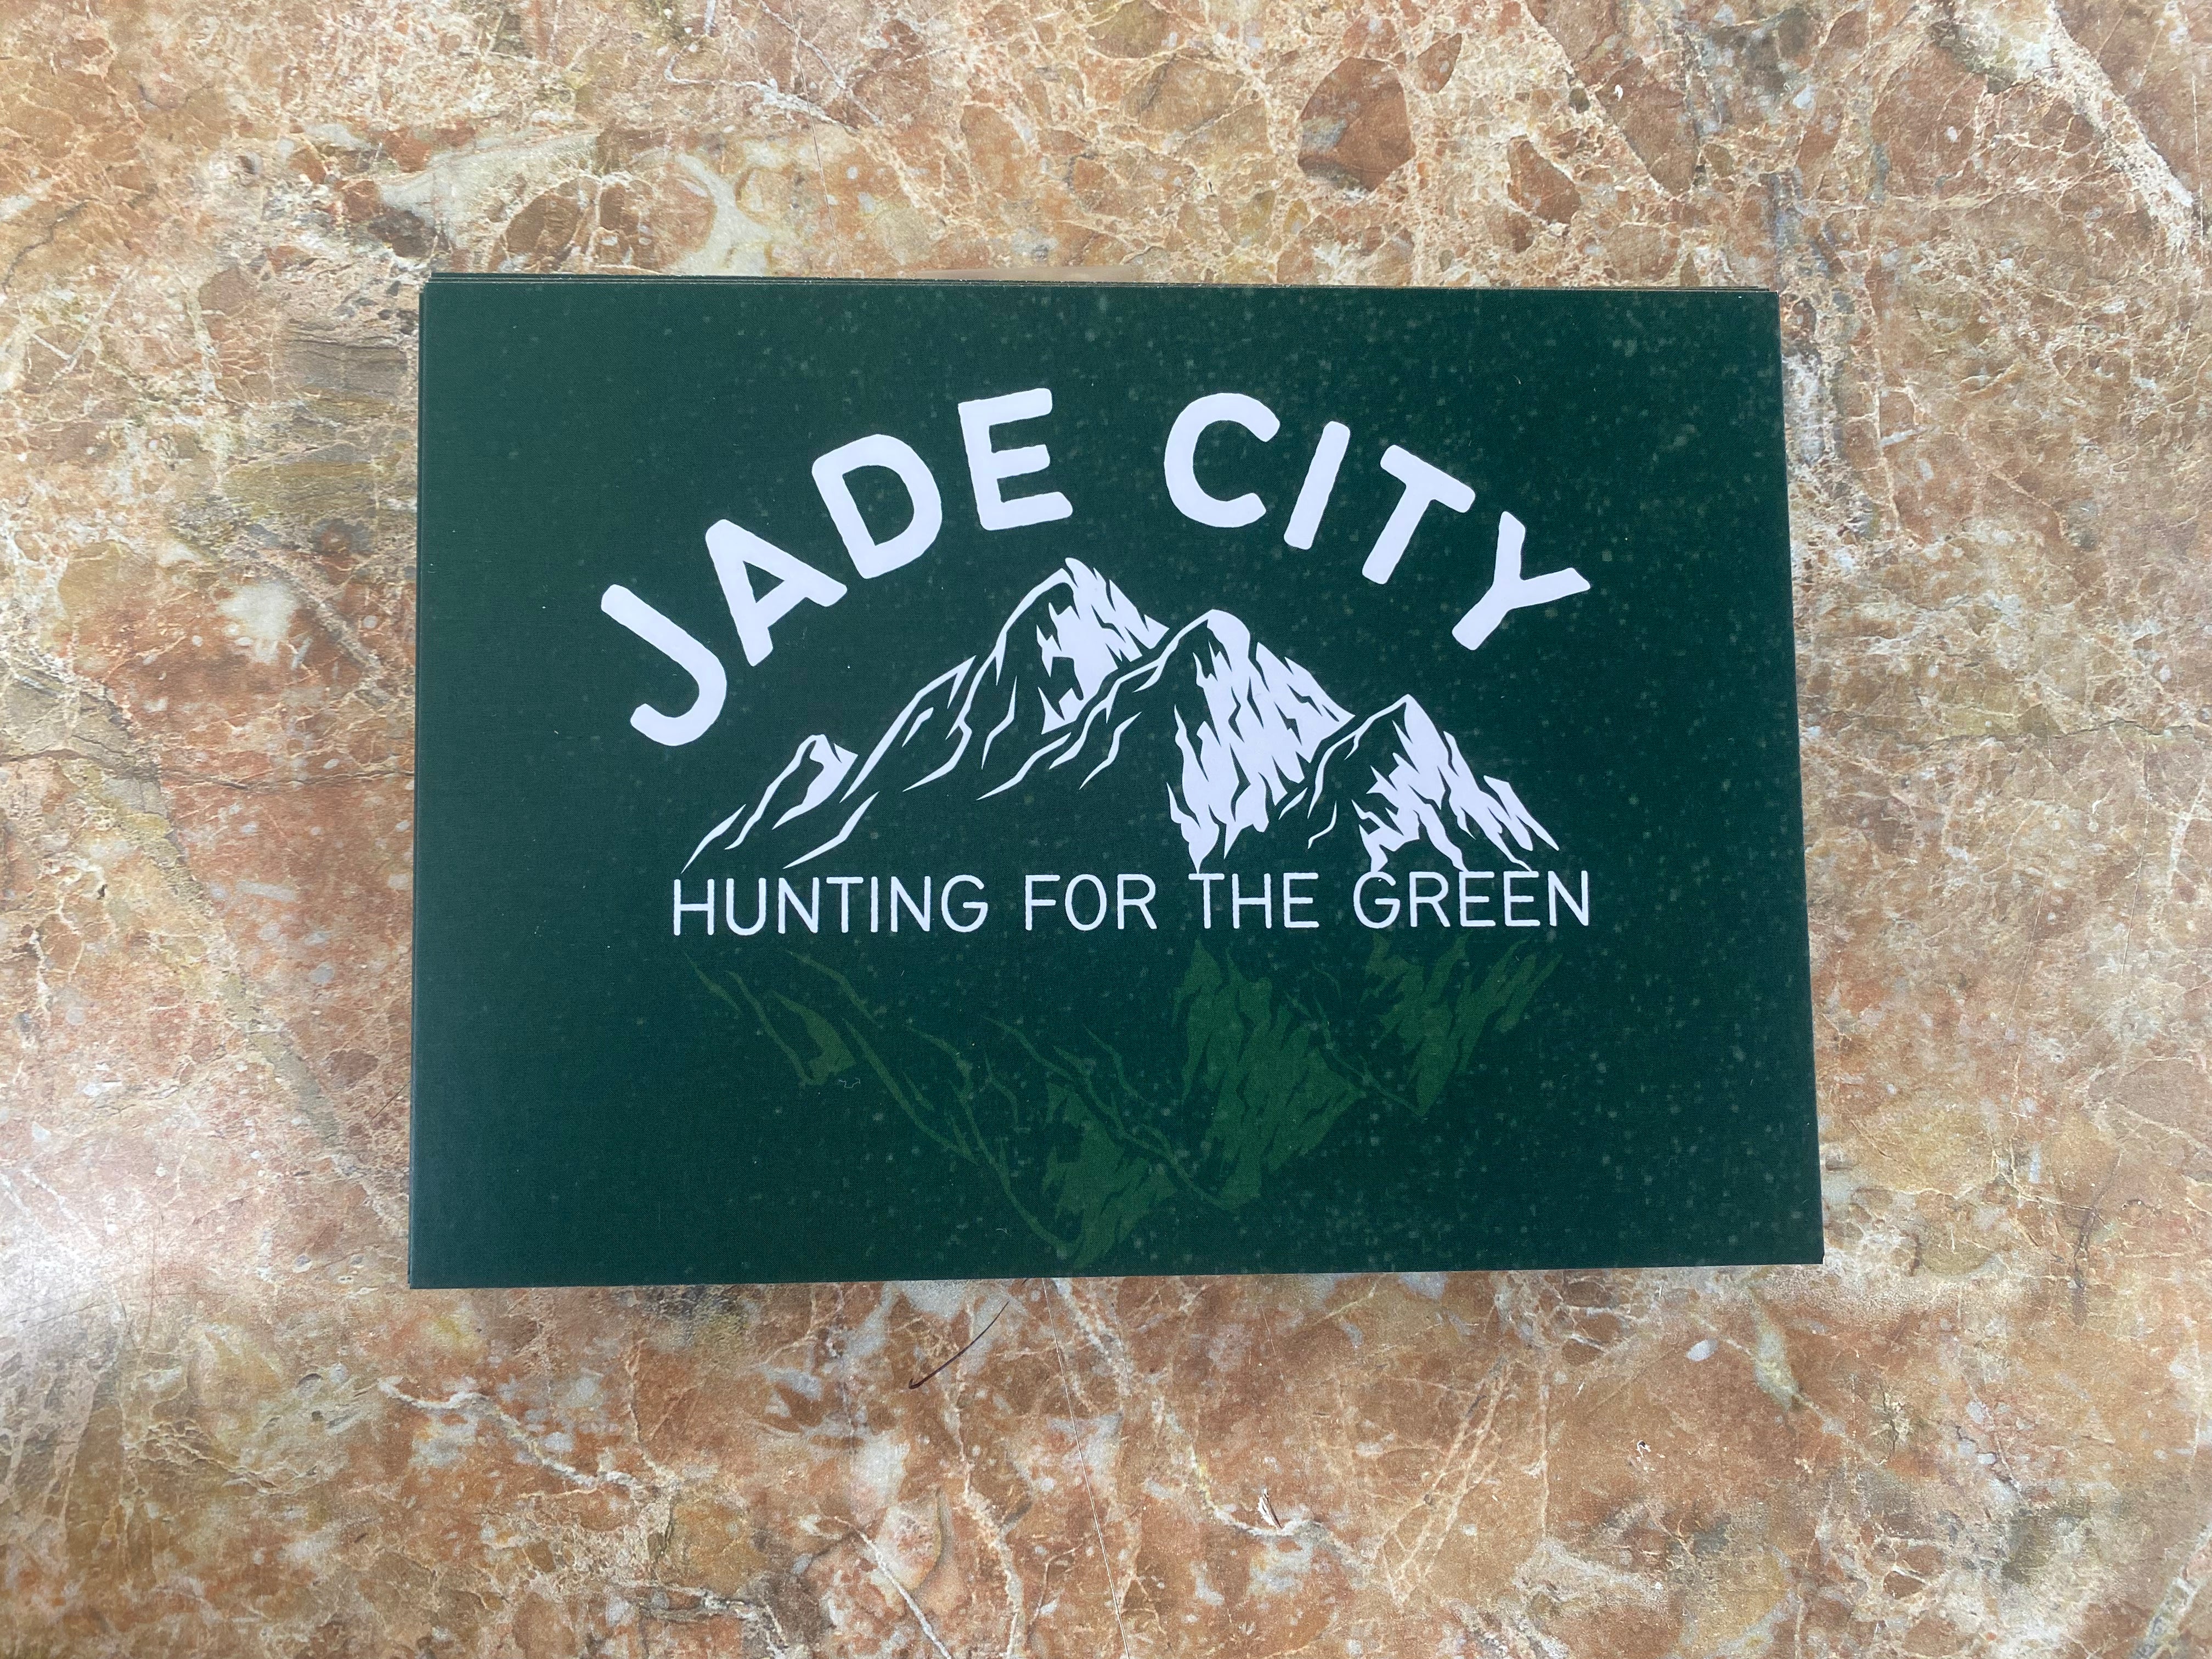 JADE CITY
HUNTING FOR THE GREEN